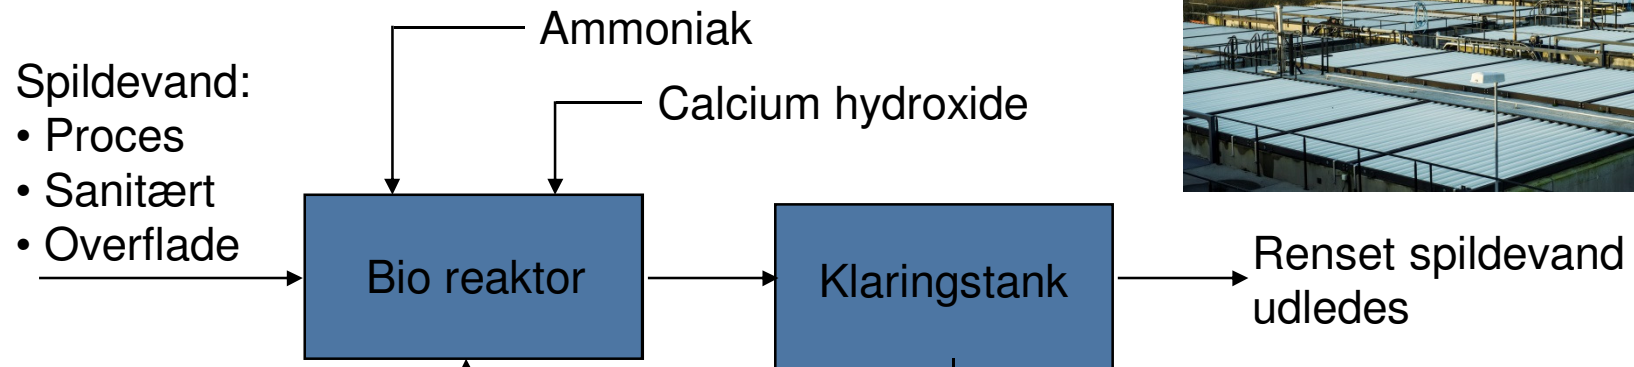 Ammoniak
Calcium hydroxide
Spildevand:
• Proces
• Sanitært
• Overflade
Bio reaktor
Klaringstank
Renset spildevand
udledes